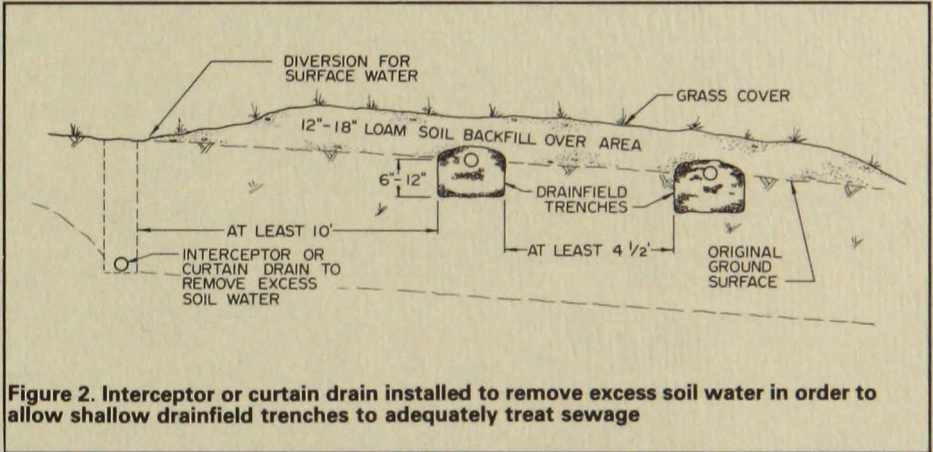 DIVERSION FOR
SURFACE WATER
GRASS COVER
12"-18" LOAM SOIL BACKFILL OVER AREA
6"-12"
DRAINFIELD
TRENCHES
AT LEAST 10'
AT LEAST 4 1/2'
INTERCEPTOR OR
CURTAIN DRAIN TO
REMOVE EXCESS
SOIL WATER
ORIGINAL
GROUND
SURFACE
Figure 2. Interceptor or curtain drain installed to remove excess soil water in order to
allow shallow drainfield trenches to adequately treat sewage